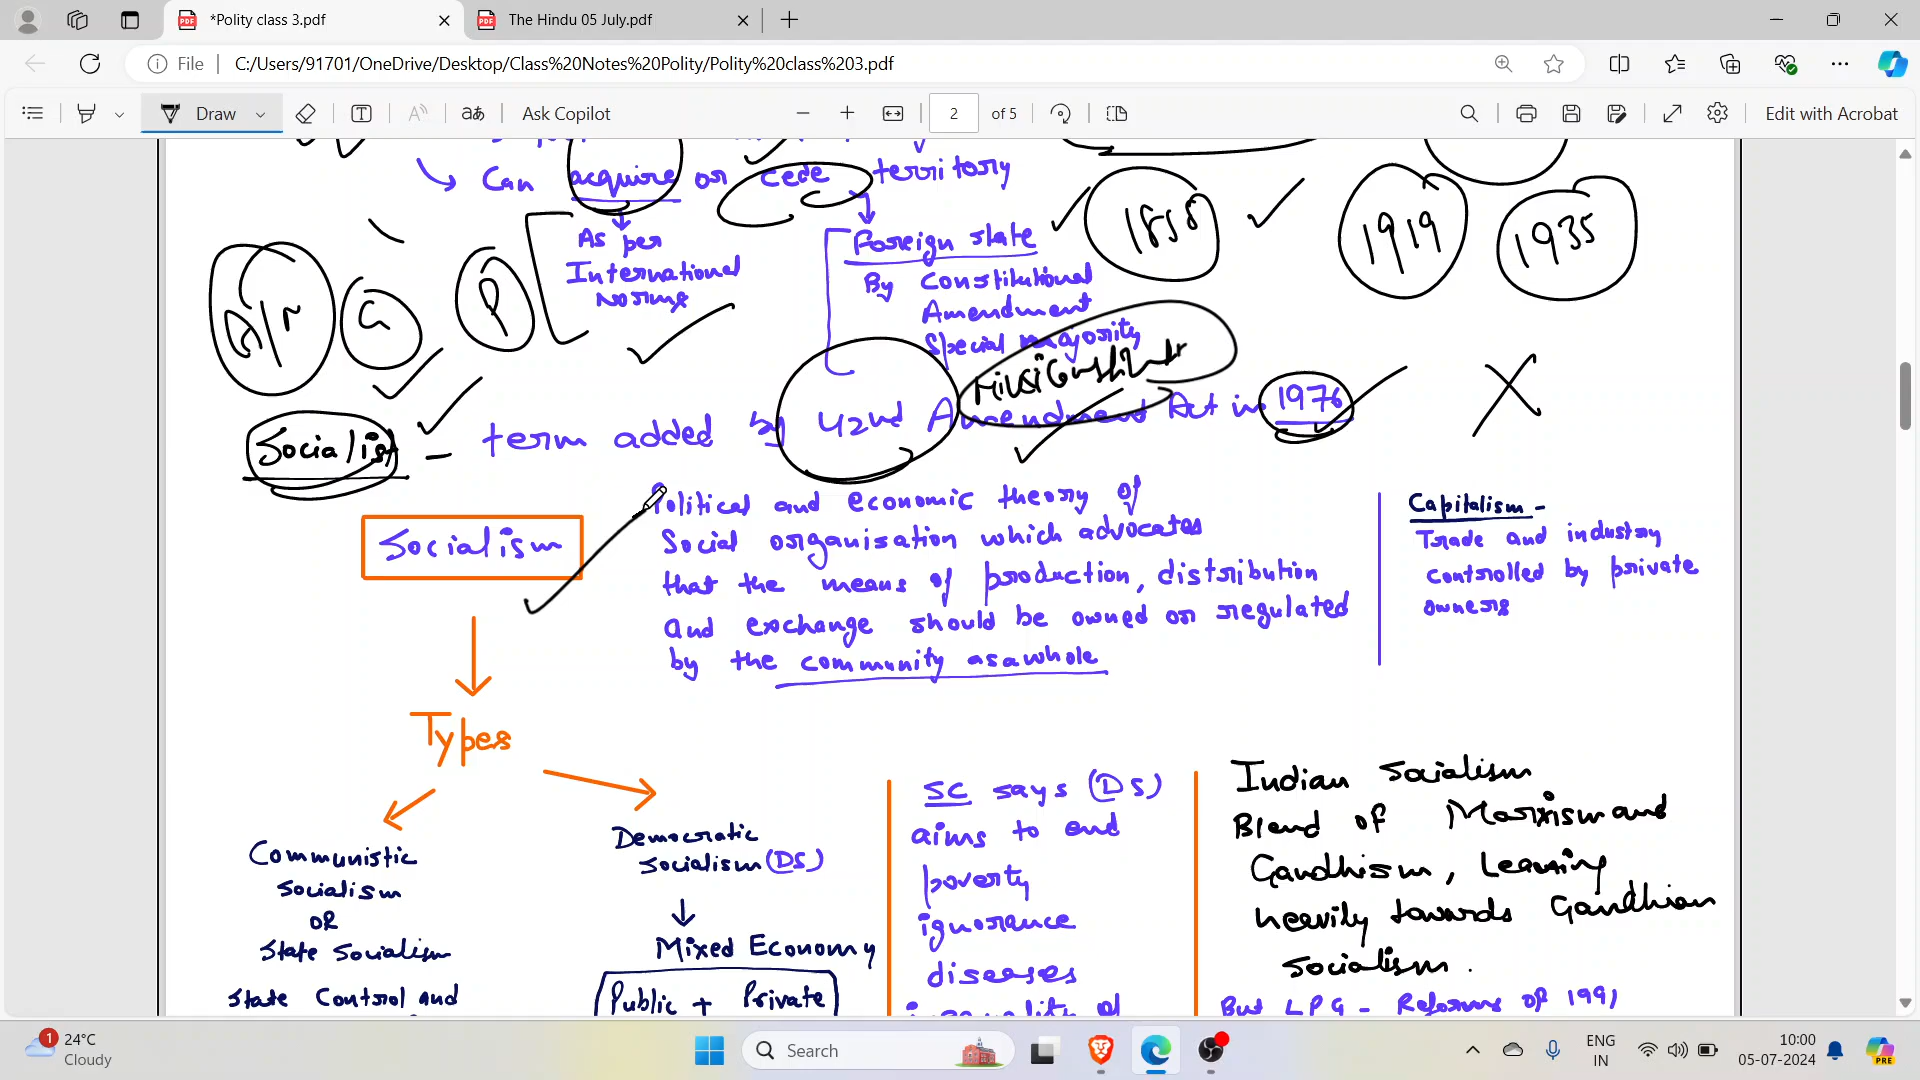 *Polity class 3.pdf
The Hindu 05 July.pdf
File
C:/Users/91701/OneDrive/Desktop/Class%20Notes%20Polity/Polity%20class%203.pdf
Draw
Ask Copilot
2 of 5
Edit with Acrobat
Can acquire or cede territory
As per
International
Norms
Foreign state
By Constitutional
Amendment
Special majority
1858
1919
1935
G
P
Socialist - term added by 42nd Amendment Act in 1976
Socialism
Political and economic theory of
Social organisation which advocates
that the means of production, distribution
and exchange should be owned or regulated
by the community as a whole
Capitalism -
Trade and industry
controlled by private
owners
Types
Communistic
Socialism
OR
State Socialism
State Control and
Democratic
Socialism (DS)
Mixed Economy
Public + Private
SC says (DS)
aims to end
poverty
ignorance
diseases
inequality of
Indian Socialism
Blend of Marxism and
Gandhism, Leaning
heavily towards Gandhian
Socialism.
But LPG - Reforms of 1991
1
24°C
Cloudy
Search
ENG
IN
10:00
05-07-2024
PRE